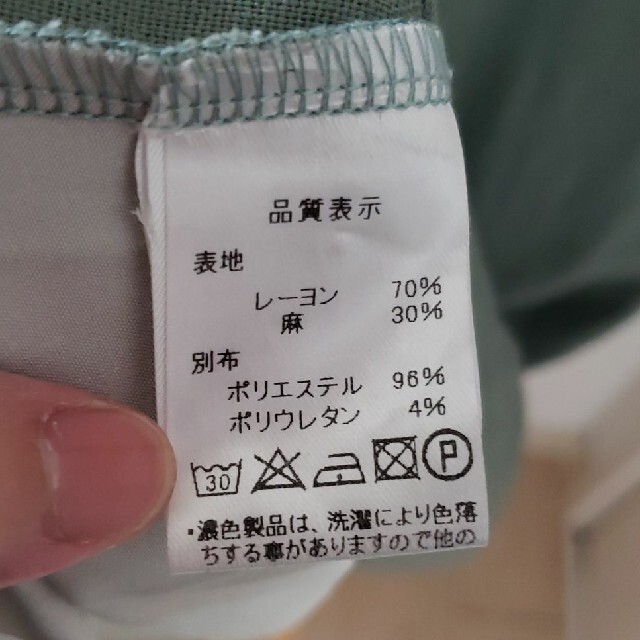 品質表示
表地
レーヨン 70%
麻 30%
別布
ポリエステル 96%
ポリウレタン 4%
30 P
・濃色製品は、洗濯により色落
ちする事がありますので他の